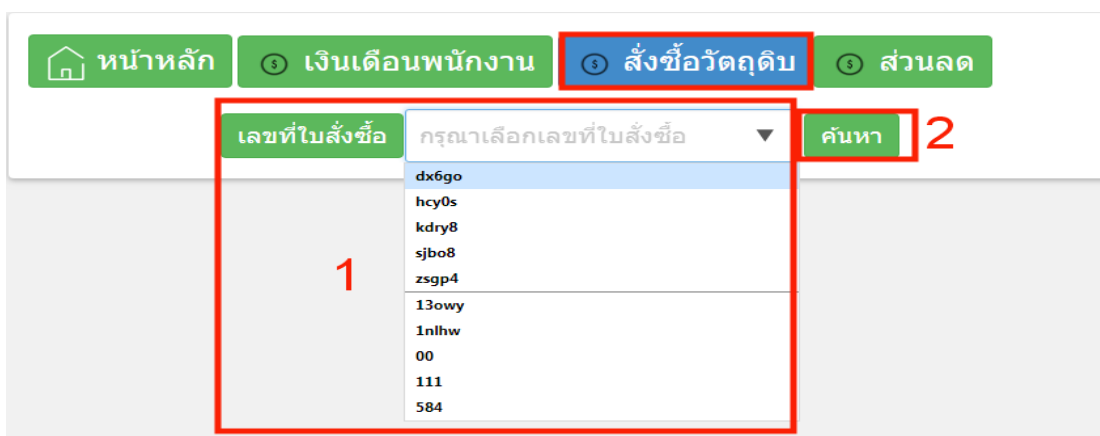 หน้าหลัก เงินเดือนพนักงาน สั่งซื้อวัตถุดิบ ส่วนลด
เลขที่ใบสั่งซื้อ กรุณาเลือกเลขที่ใบสั่งซื้อ ค้นหา 2
dx6go
hcy0s
kdry8
sjbo8
1
zsgp4
13owy
1nlhw
00
111
584